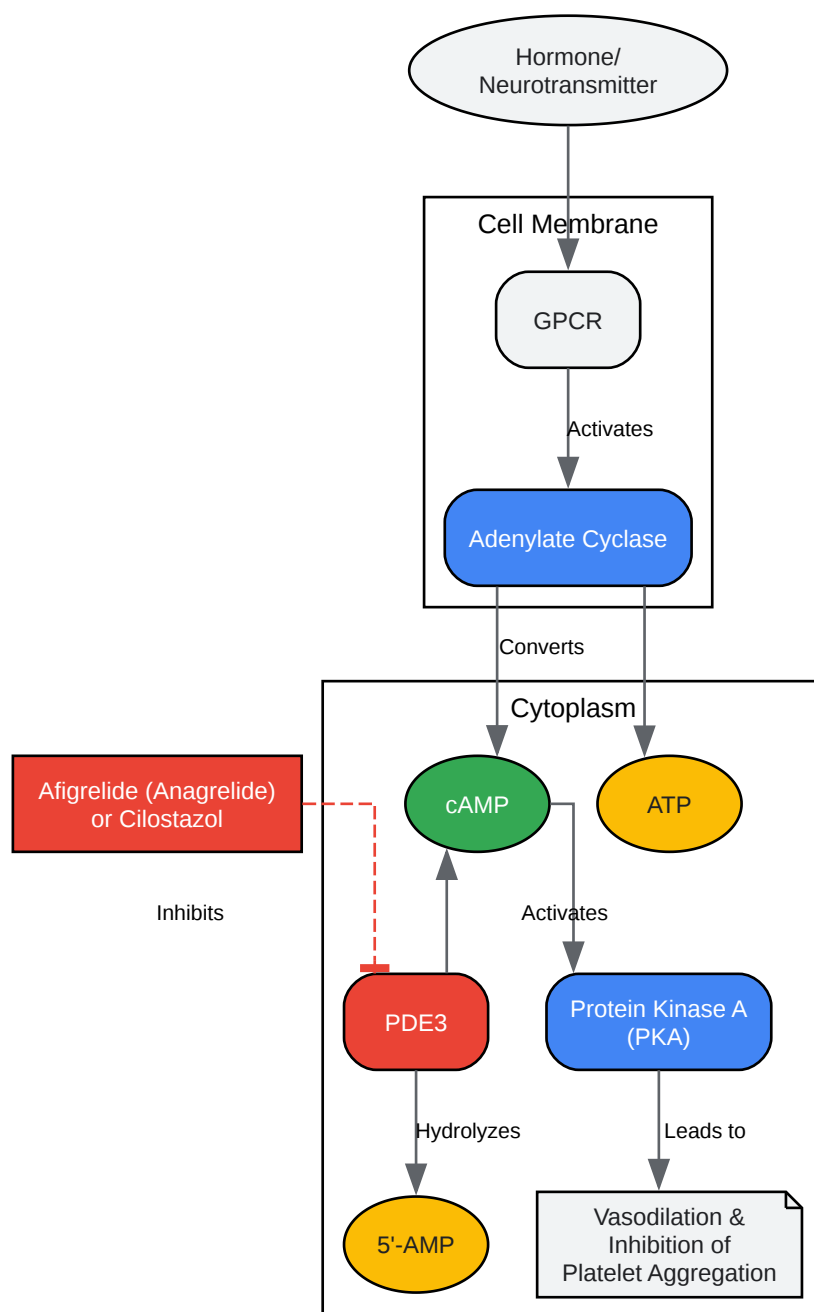 Hormone/
Neurotransmitter
Cell Membrane
GPCR
Activates
Adenylate Cyclase
Converts
Cytoplasm
Afigrelide (Anagrelide)
or Cilostazol
cAMP
ATP
Inhibits
Activates
PDE3
Protein Kinase A
(PKA)
Hydrolyzes
Leads to
5'-AMP
Vasodilation &
Inhibition of
Platelet Aggregation